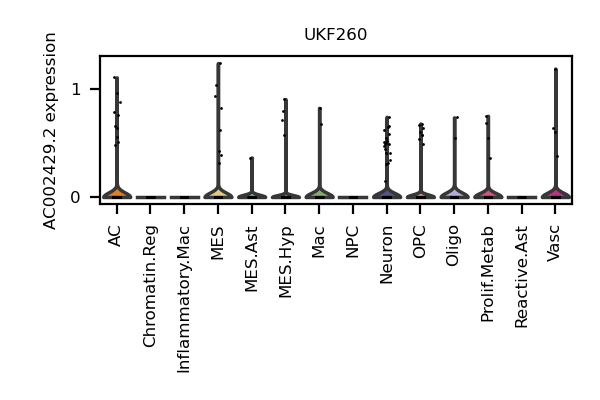 UKF260
AC002429.2 expression
1
0
AC
Chromatin.Reg
Inflammatory.Mac
MES
MES.Ast
MES.Hyp
Mac
NPC
Neuron
OPC
Oligo
Prolif.Metab
Reactive.Ast
Vasc